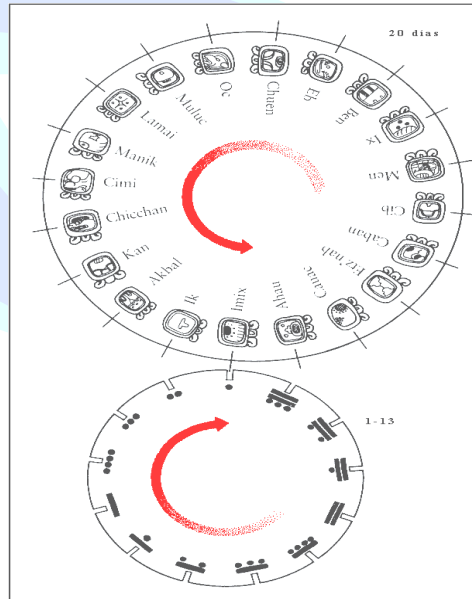 20 dias
Imix
Ik
Akbal
Kan
Chicchan
Cimi
Manik
Lamat
Muluc
Oc
Chuen
Eb
Ben
Ix
Men
Cib
Caban
Etz'nab
Cauac
Ahau
1-13